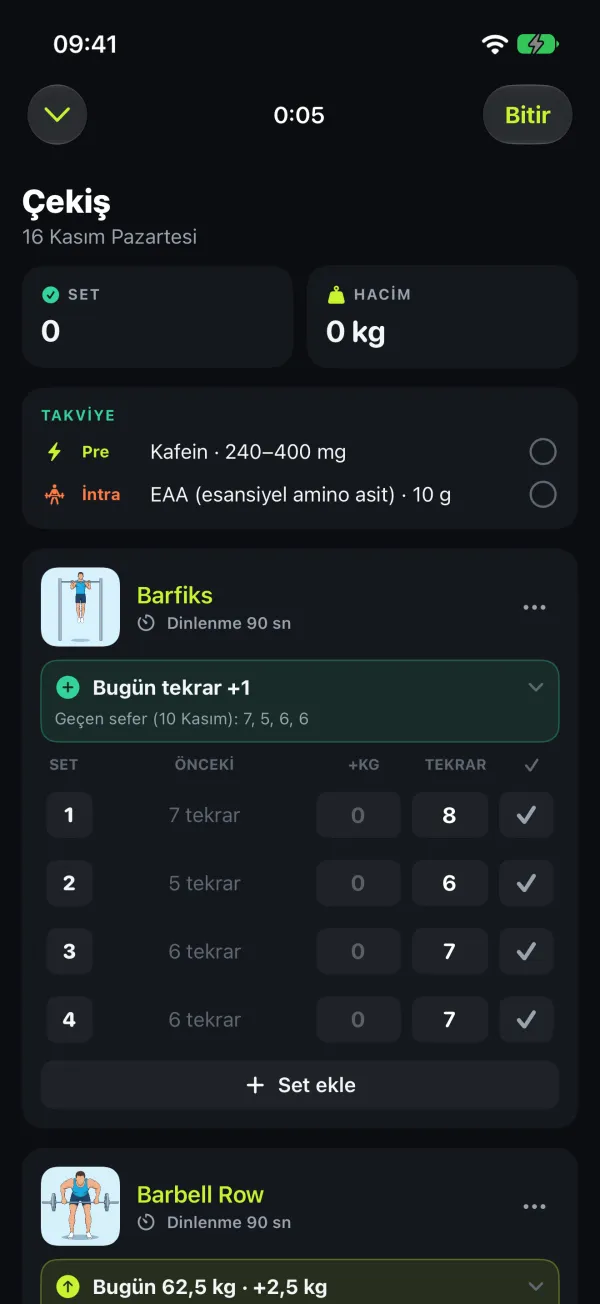 09:41
0:05
Bitir
Çekiş
16 Kasım Pazartesi
SET
0
HACİM
0 kg
TAKVİYE
Pre Kafein · 240–400 mg
İntra EAA (esansiyel amino asit) · 10 g
Barfiks
Dinlenme 90 sn
Bugün tekrar +1
Geçen sefer (10 Kasım): 7, 5, 6, 6
SET ÖNCEKİ +KG TEKRAR
1 7 tekrar 0 8
2 5 tekrar 0 6
3 6 tekrar 0 7
4 6 tekrar 0 7
+ Set ekle
Barbell Row
Dinlenme 90 sn
Bugün 62,5 kg · +2,5 kg